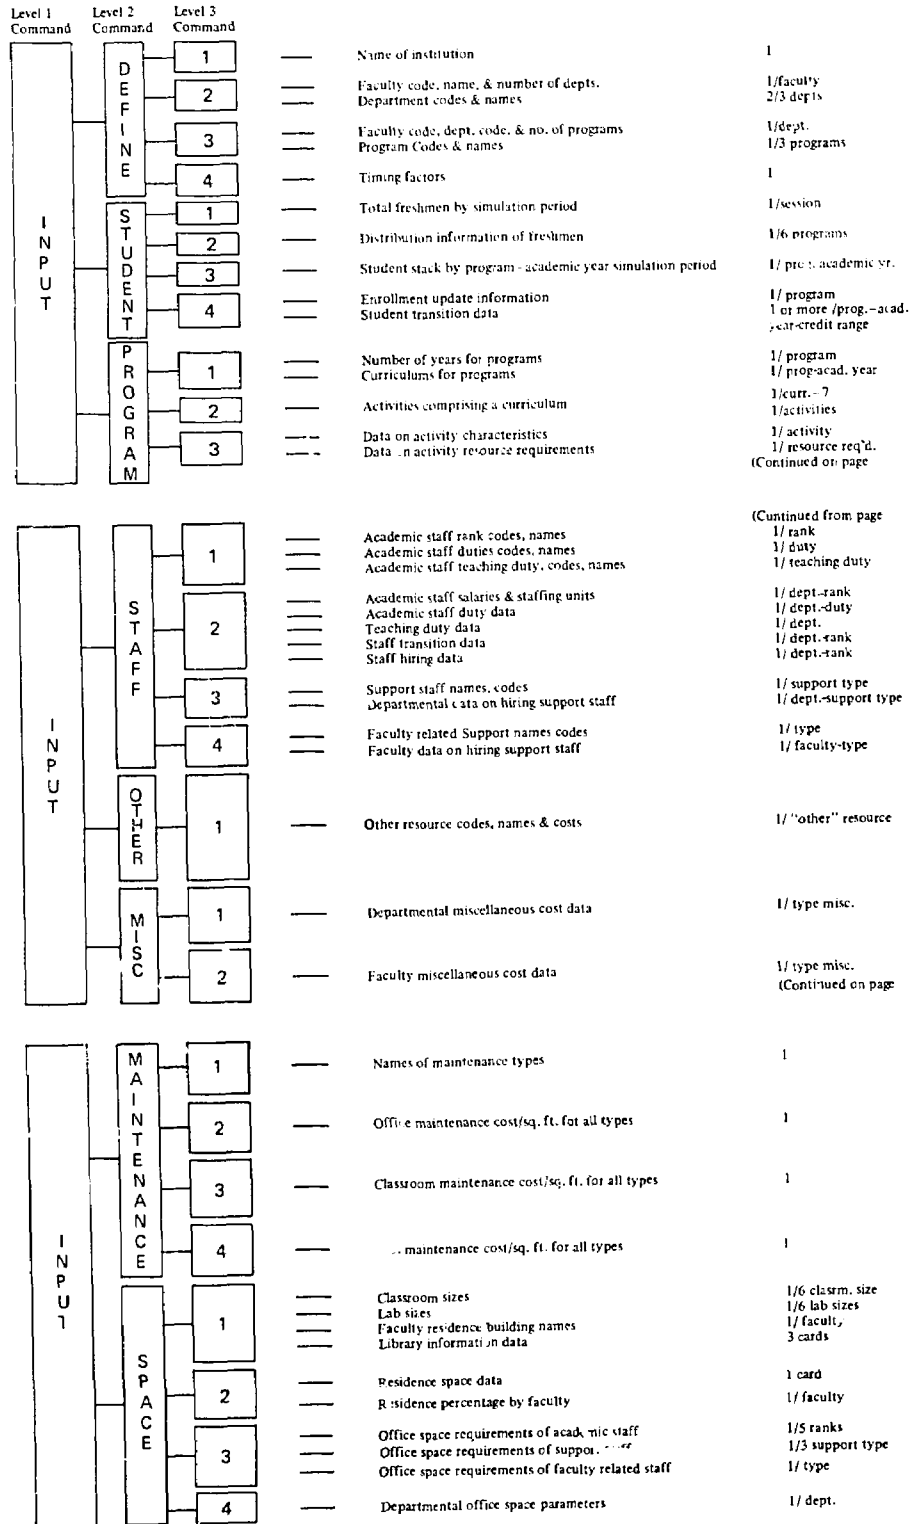 Level 1 Level 2 Level 3
Command Command Command
INPUT
DEFINE
1 Name of institution 1
2 Faculty code, name, & number of depts. 1/faculty
Department codes & names 2/3 depts
3 Faculty code, dept. code, & no. of programs 1/dept.
Program Codes & names 1/3 programs
4 Timing factors 1
STUDENT
1 Total freshmen by simulation period 1/session
2 Distribution information of freshmen 1/6 programs
3 Student stack by program - academic year simulation period 1/ academic yr.
4 Enrollment update information 1/ program
Student transition data 1 or more /prog.-acad.
year-credit range
PROGRAM
1 Number of years for programs 1/ program
Curriculums for programs 1/ prog-acad. year
2 Activities comprising a curriculum 1/curr. - 7
1/activities
3 Data on activity characteristics 1/ activity
Data activity resource requirements 1/ resource req'd.
(Continued on page
(Continued from page
INPUT
STAFF
1 Academic staff rank codes, names 1/ rank
Academic staff duties codes, names 1/ duty
Academic staff teaching duty, codes, names 1/ teaching duty
2 Academic staff salaries & staffing units 1/ dept.-rank
Academic staff duty data 1/ dept.-duty
Teaching duty data 1/ dept.
Staff transition data 1/ dept.-rank
Staff hiring data 1/ dept.-rank
3 Support staff names, codes 1/ support type
Departmental data on hiring support staff 1/ dept.-support type
4 Faculty related Support names codes 1/ type
Faculty data on hiring support staff 1/ faculty-type
OTHER
1 Other resource codes, names & costs 1/ "other" resource
MISC
1 Departmental miscellaneous cost data 1/ type misc.
2 Faculty miscellaneous cost data 1/ type misc.
(Continued on page
INPUT
MAINTENANCE
1 Names of maintenance types 1
2 Office maintenance cost/sq. ft. for all types 1
3 Classroom maintenance cost/sq. ft. for all types 1
4 maintenance cost/sq. ft. for all types 1
SPACE
1 Classroom sizes 1/6 clasrm. size
Lab sizes 1/6 lab sizes
Faculty residence building names 1/ faculty
Library information data 3 cards
2 Residence space data 1 card
Residence percentage by faculty 1/ faculty
3 Office space requirements of academic staff 1/5 ranks
Office space requirements of support 1/3 support type
Office space requirements of faculty related staff 1/ type
4 Departmental office space parameters 1/ dept.